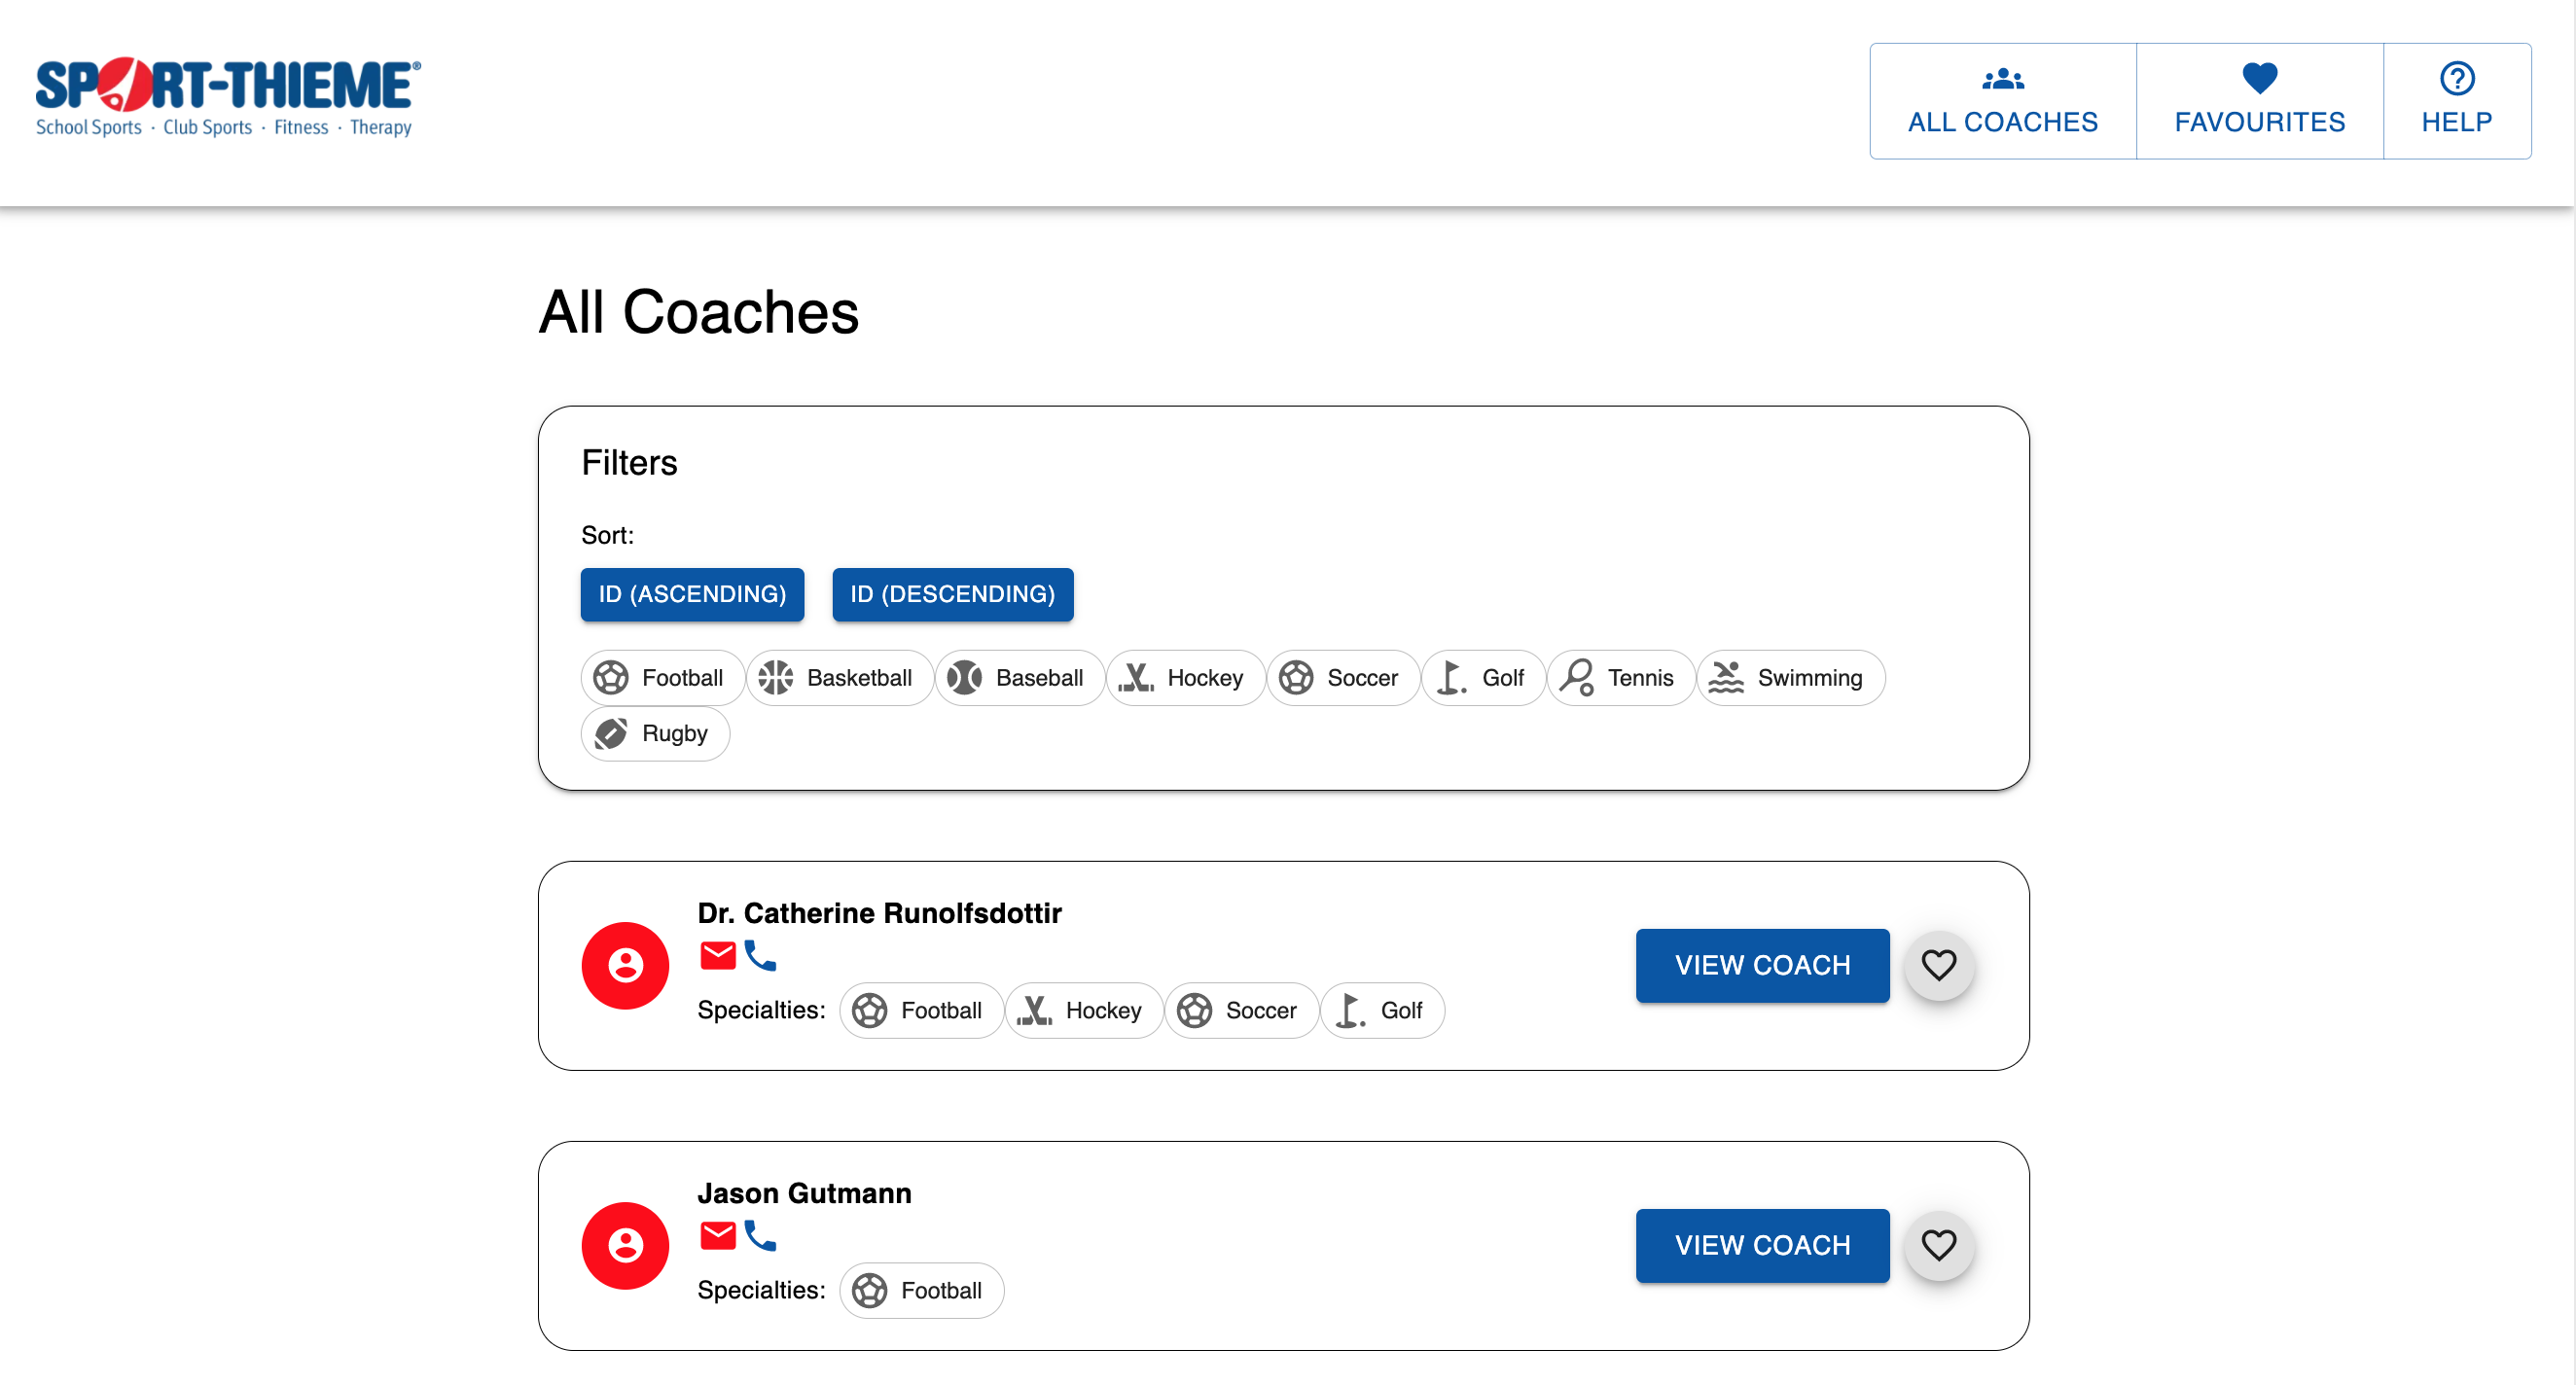 SPORT-THIEME®
School Sports · Club Sports · Fitness · Therapy
ALL COACHES
FAVOURITES
HELP
All Coaches
Filters
Sort:
ID (ASCENDING)
ID (DESCENDING)
Football
Basketball
Baseball
Hockey
Soccer
Golf
Tennis
Swimming
Rugby
Dr. Catherine Runolfsdottir
Specialties:
Football
Hockey
Soccer
Golf
VIEW COACH
Jason Gutmann
Specialties:
Football
VIEW COACH